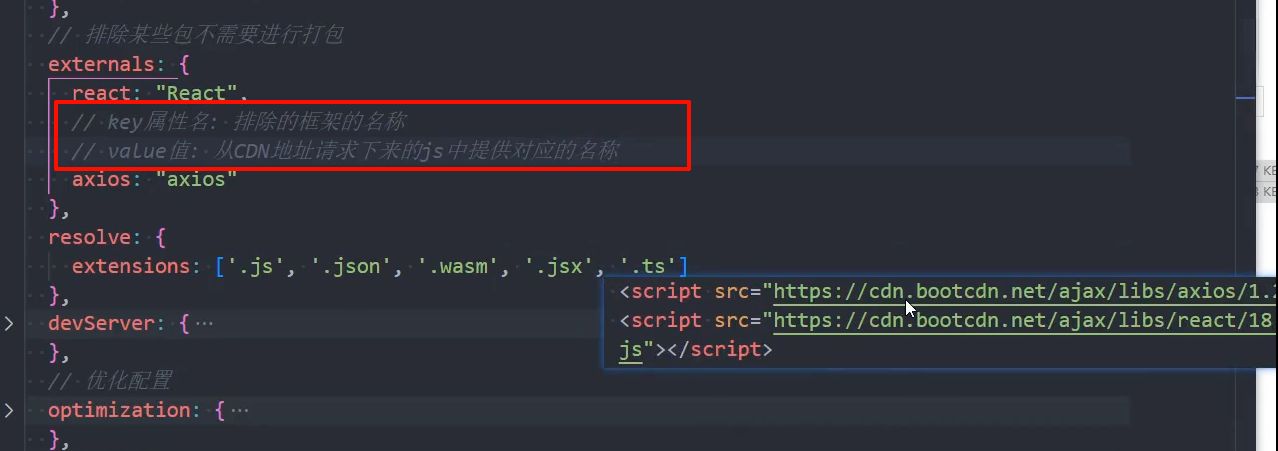 },
// 排除某些包不需要进行打包
externals: {
react: "React",
// key属性名: 排除的框架的名称
// value值: 从CDN地址请求下来的js中提供对应的名称
axios: "axios"
},
resolve: {
extensions: ['.js', '.json', '.wasm', '.jsx', '.ts']
},
<script src="https://cdn.bootcdn.net/ajax/libs/axios/1.
devServer: {…
<script src="https://cdn.bootcdn.net/ajax/libs/react/18
},
js"></script>
// 优化配置
optimization: {…
},
KB
KB